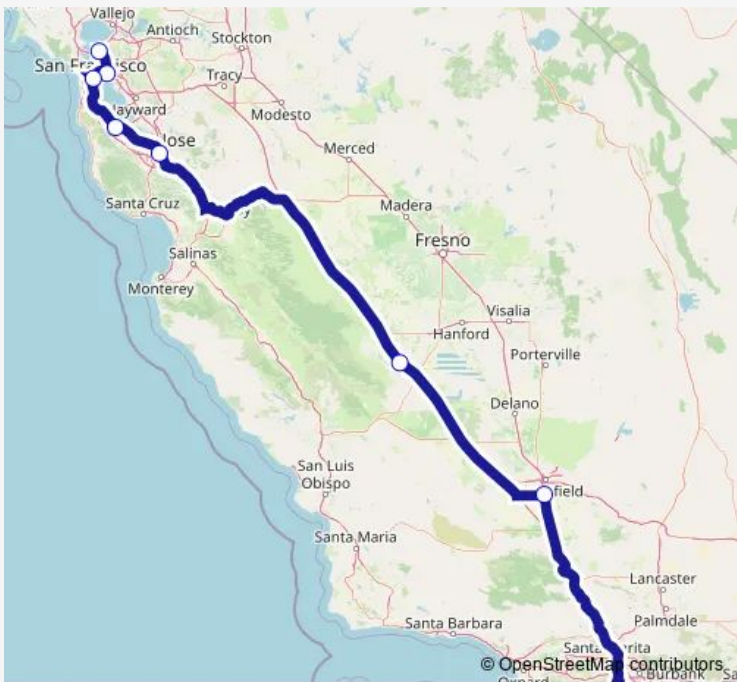 Vallejo
Antioch
Stockton
San Francisco
Tracy
Hayward
Modesto
Jose
Merced
Santa Cruz
Madera
Salinas
Fresno
Monterey
Visalia
Hanford
Porterville
Delano
San Luis
Obispo
field
Santa Maria
Lancaster
Palmdale
Santa Barbara
© OpenStreetMap contributors
Burbank